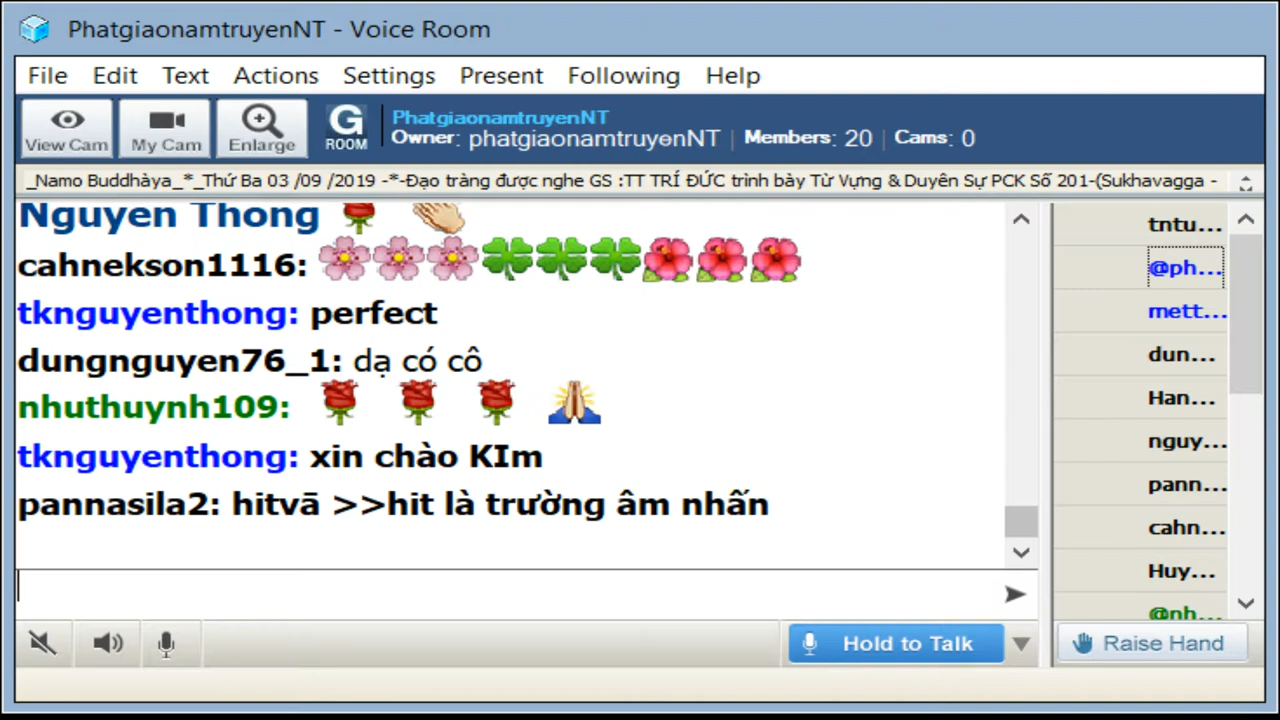 PhatgiaonamtruyenNT - Voice Room
File Edit Text Actions Settings Present Following Help
View Cam My Cam Enlarge G ROOM
PhatgiaonamtruyenNT
Owner: phatgiaonamtruyenNT | Members: 20 | Cams: 0
_Namo Buddhàya_*_Thứ Ba 03 /09 /2019 -*-Đạo tràng được nghe GS :TT TRÍ ĐỨC trình bày Từ Vựng & Duyên Sự PCK Số 201-(Sukhavagga -
Nguyen Thong
cahnekson1116:
tknguyenthong: perfect
dungnguyen76_1: dạ có cô
nhuthuynh109:
tknguyenthong: xin chào KIm
pannasila2: hitvā >>hit là trường âm nhấn
tntu...
@ph...
mett...
dun...
Han...
nguy...
pann...
cahn...
Huy...
@nh...
Hold to Talk
Raise Hand